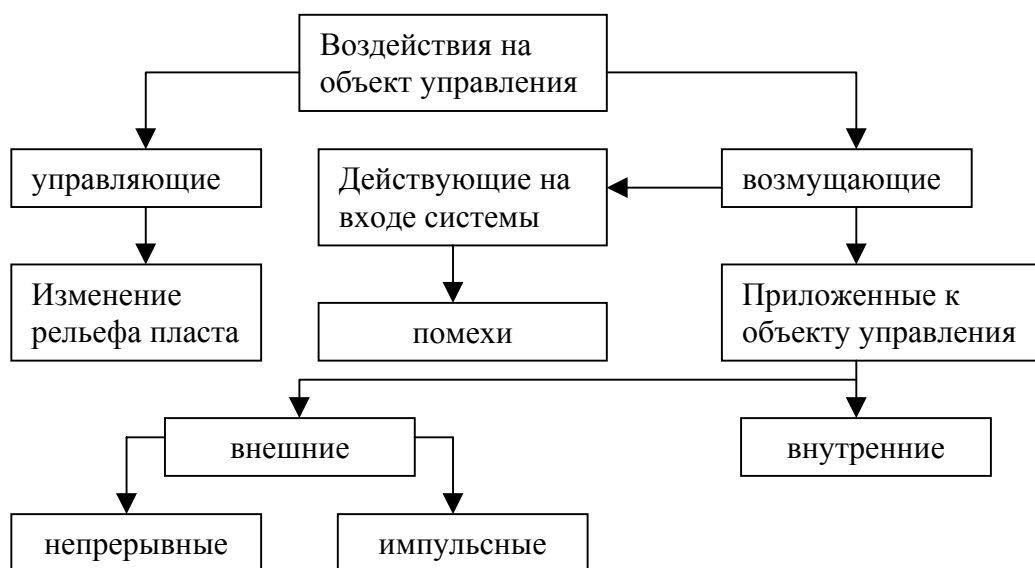 Воздействия на
объект управления
управляющие
Действующие на
входе системы
возмущающие
Изменение
рельефа пласта
помехи
Приложенные к
объекту управления
внешние
внутренние
непрерывные
импульсные